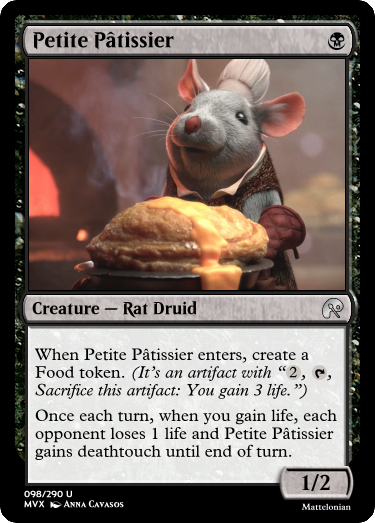 Petite Pâtissier
Creature — Rat Druid
When Petite Pâtissier enters, create a
Food token. (It's an artifact with “2, T,
Sacrifice this artifact: You gain 3 life.”)
Once each turn, when you gain life, each
opponent loses 1 life and Petite Pâtissier
gains deathtouch until end of turn.
1/2
098/290 U
MVX Anna Cavasos
Mattelonian